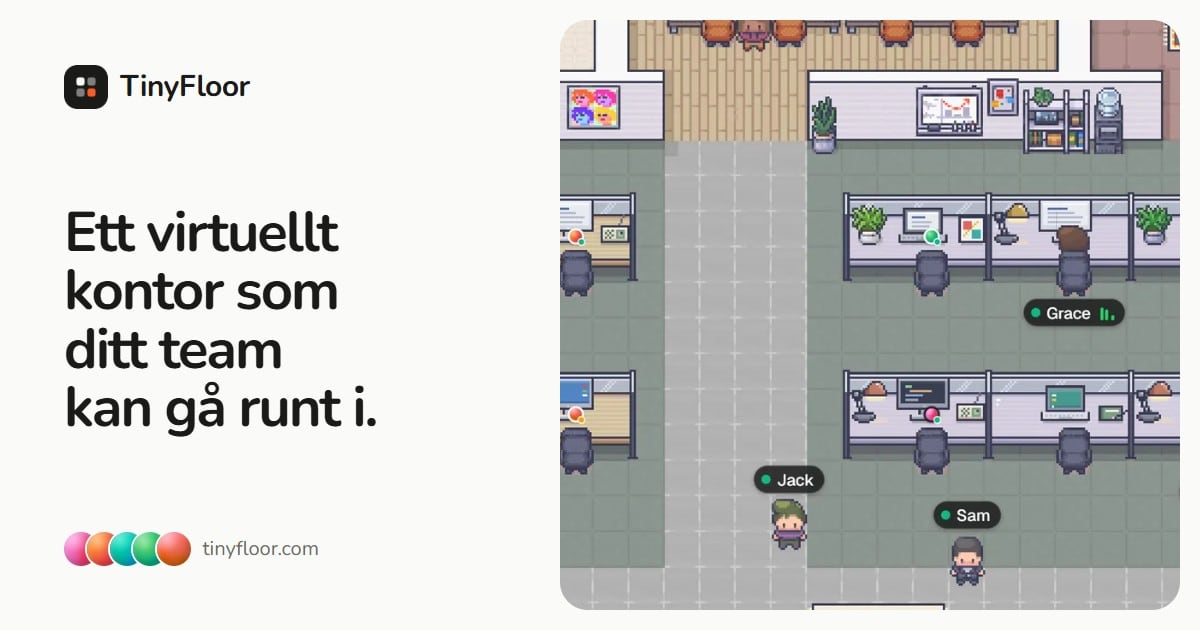 TinyFloor
Ett virtuellt
kontor som
ditt team
kan gå runt i.
tinyfloor.com
Grace
Jack
Sam